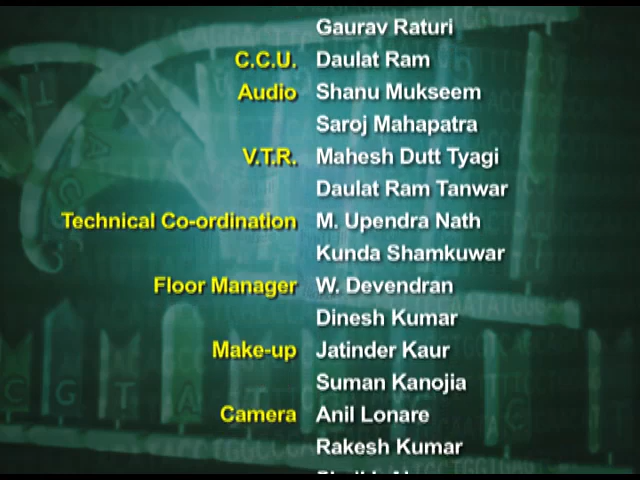 Gaurav Raturi
C.C.U. Daulat Ram
Audio Shanu Mukseem
Saroj Mahapatra
V.T.R. Mahesh Dutt Tyagi
Daulat Ram Tanwar
Technical Co-ordination M. Upendra Nath
Kunda Shamkuwar
Floor Manager W. Devendran
Dinesh Kumar
Make-up Jatinder Kaur
Suman Kanojia
Camera Anil Lonare
Rakesh Kumar